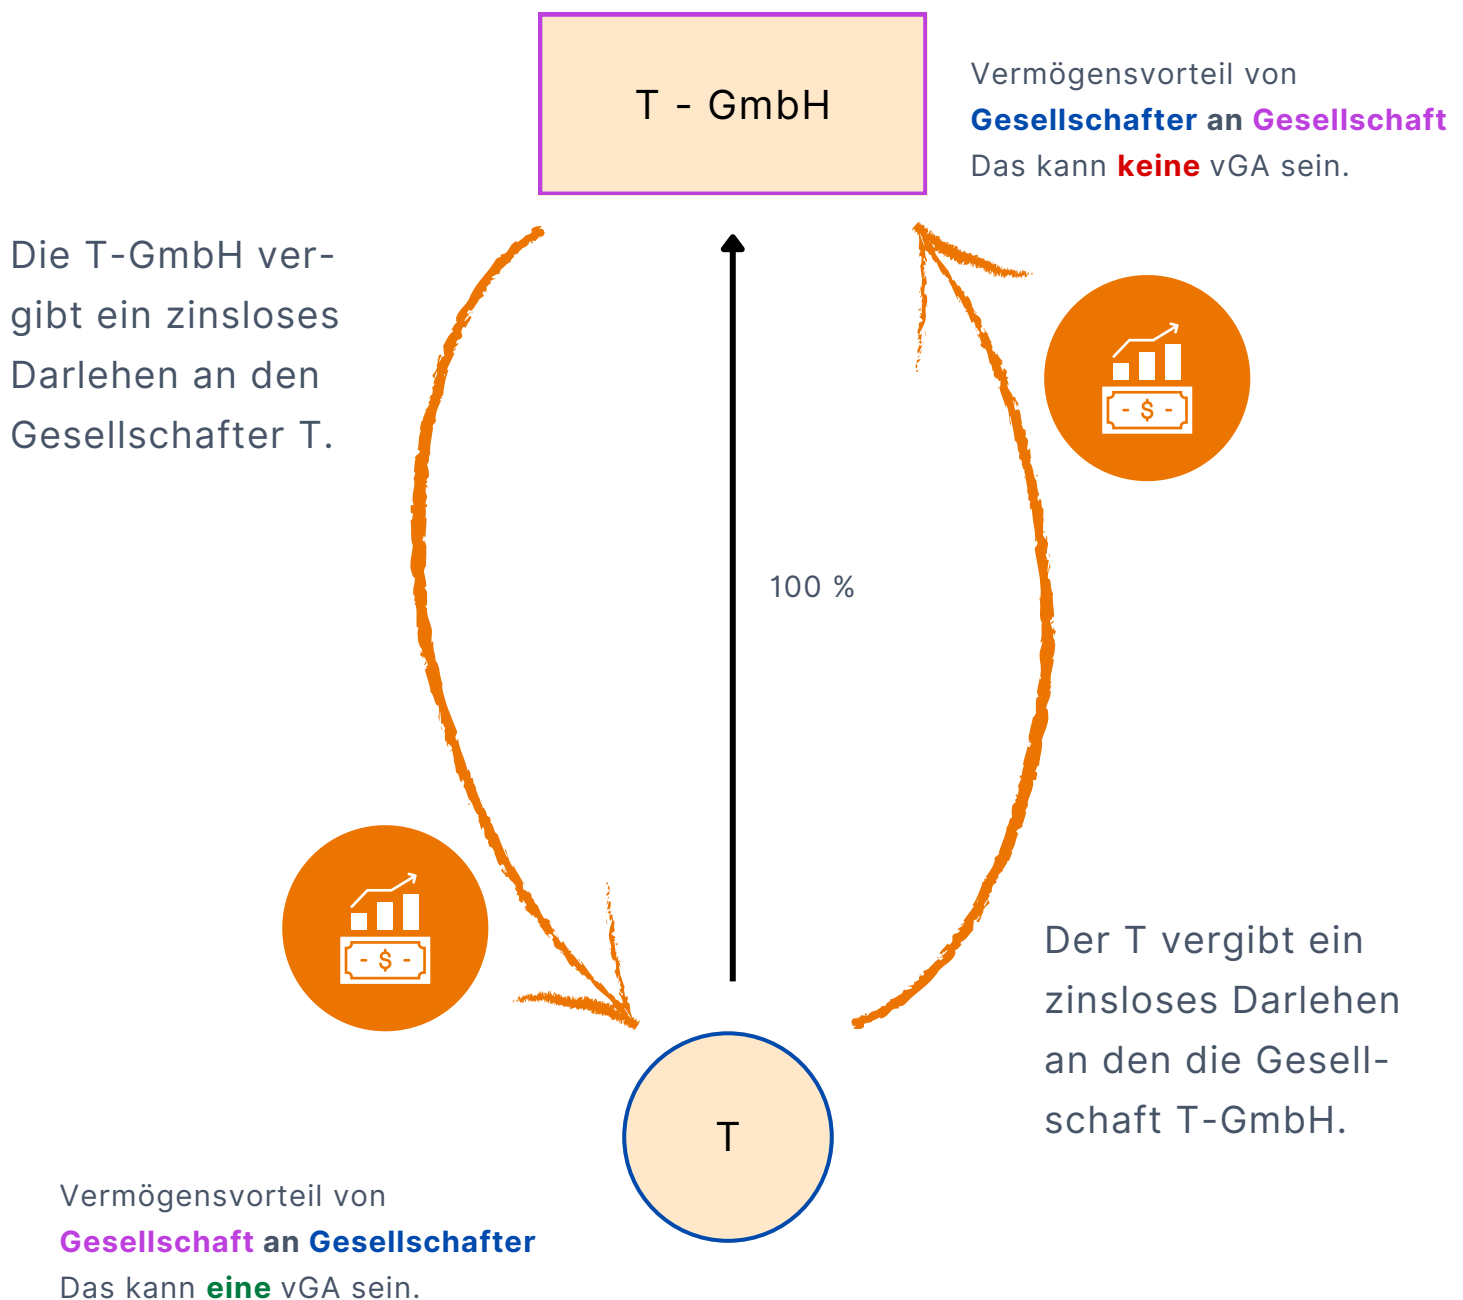 T - GmbH
Vermögensvorteil von
Gesellschafter an Gesellschaft
Das kann keine vGA sein.
Die T-GmbH ver-
gibt ein zinsloses
Darlehen an den
Gesellschafter T.
- $ -
100 %
- $ -
Der T vergibt ein
zinsloses Darlehen
an den die Gesell-
schaft T-GmbH.
T
Vermögensvorteil von
Gesellschaft an Gesellschafter
Das kann eine vGA sein.